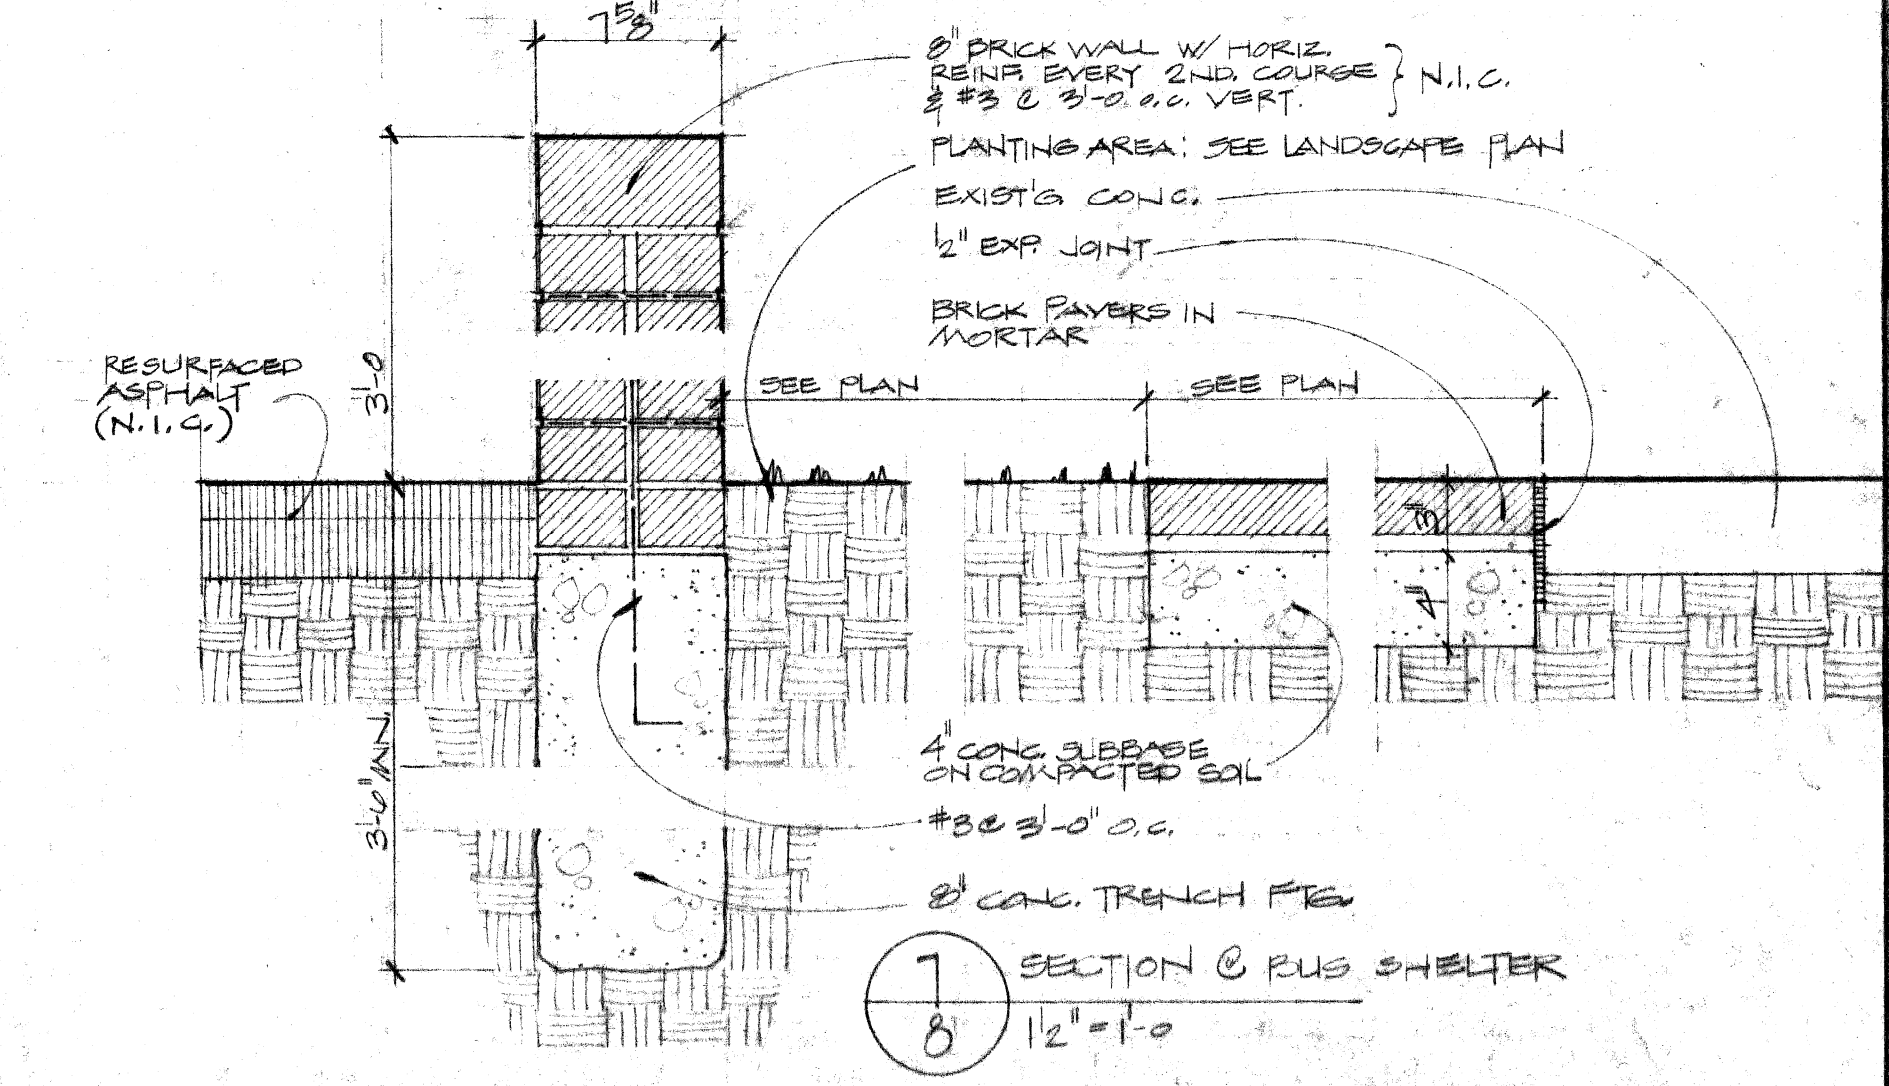 7 5/8"
8" BRICK WALL W/ HORIZ.
REINF. EVERY 2ND. COURSE
& #3 @ 3'-0 O.C. VERT.
N.I.C.
PLANTING AREA: SEE LANDSCAPE PLAN
EXIST'G. CONC.
1/2" EXP. JOINT
BRICK PAVERS IN
MORTAR
RESURFACED
ASPHALT
(N.I.C.)
3'-0
SEE PLAN
SEE PLAN
3"
4"
3'-6" MIN.
4" CONC. SUBBASE
ON COMPACTED SOIL
#3 @ 3'-0" O.C.
8" CONC. TRENCH FTG.
7
8
SECTION @ BUS SHELTER
1 1/2" = 1'-0